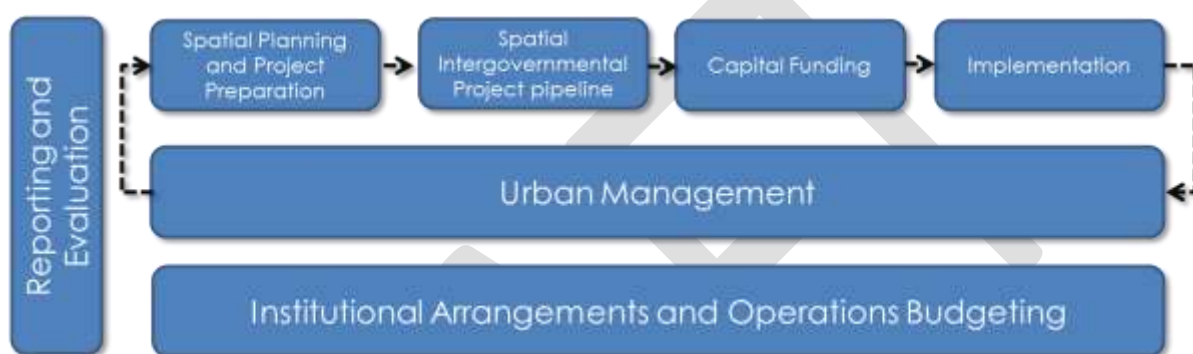 Reporting and
Evaluation
Spatial Planning
and Project
Preparation
Spatial
Intergovernmental
Project pipeline
Capital Funding
Implementation
Urban Management
Institutional Arrangements and Operations Budgeting